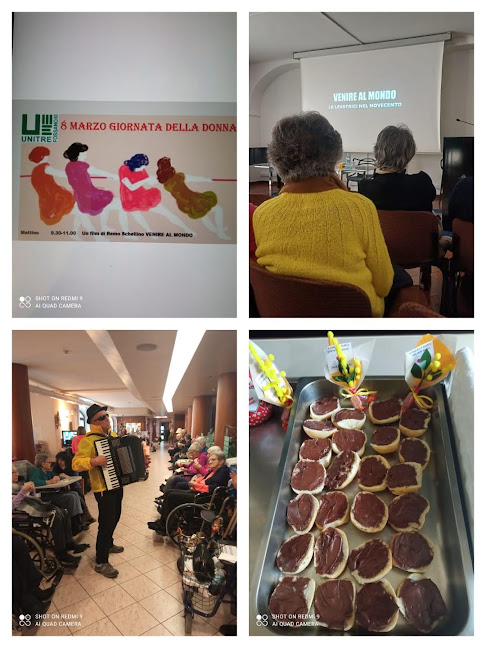 8 MARZO GIORNATA DELLA DONNA
UNITRE
FOSSANO
Mattino 9.30-11.00 Un film di Remo Schellino VENIRE AL MONDO
SHOT ON REDMI 9
AI QUAD CAMERA
VENIRE AL MONDO
LE LEVATRICI NEL NOVECENTO
SHOT ON REDMI 9
AI QUAD CAMERA
SHOT ON REDMI 9
AI QUAD CAMERA